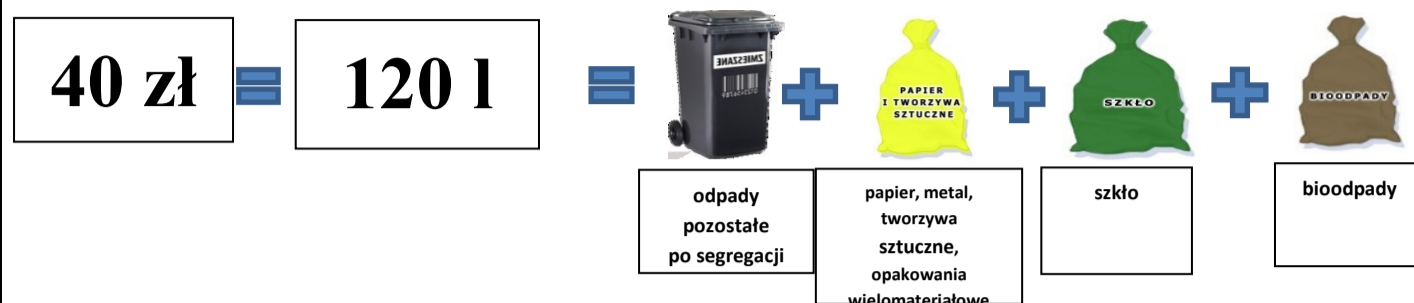 40 zł
120 l
ZMIESZANE
PAPIER
I TWORZYWA
SZTUCZNE
SZKŁO
BIOODPADY
odpady
pozostałe
po segregacji
papier, metal,
tworzywa
sztuczne,
opakowania
wielomateriałowe
szkło
bioodpady